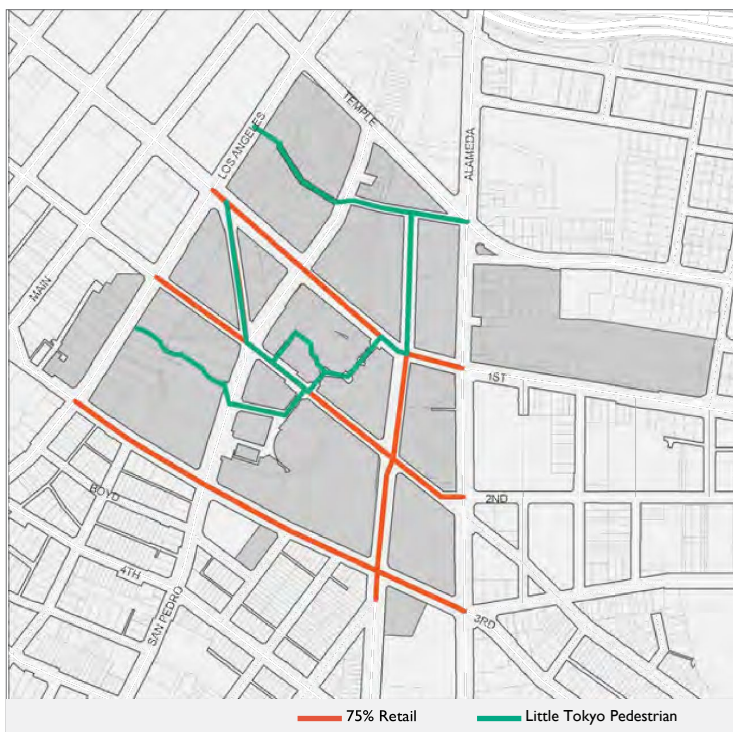 TEMPLE
LOS ANGELES
ALAMEDA
MAIN
1ST
BOYD
2ND
4TH
SAN PEDRO
3RD
75% Retail
Little Tokyo Pedestrian